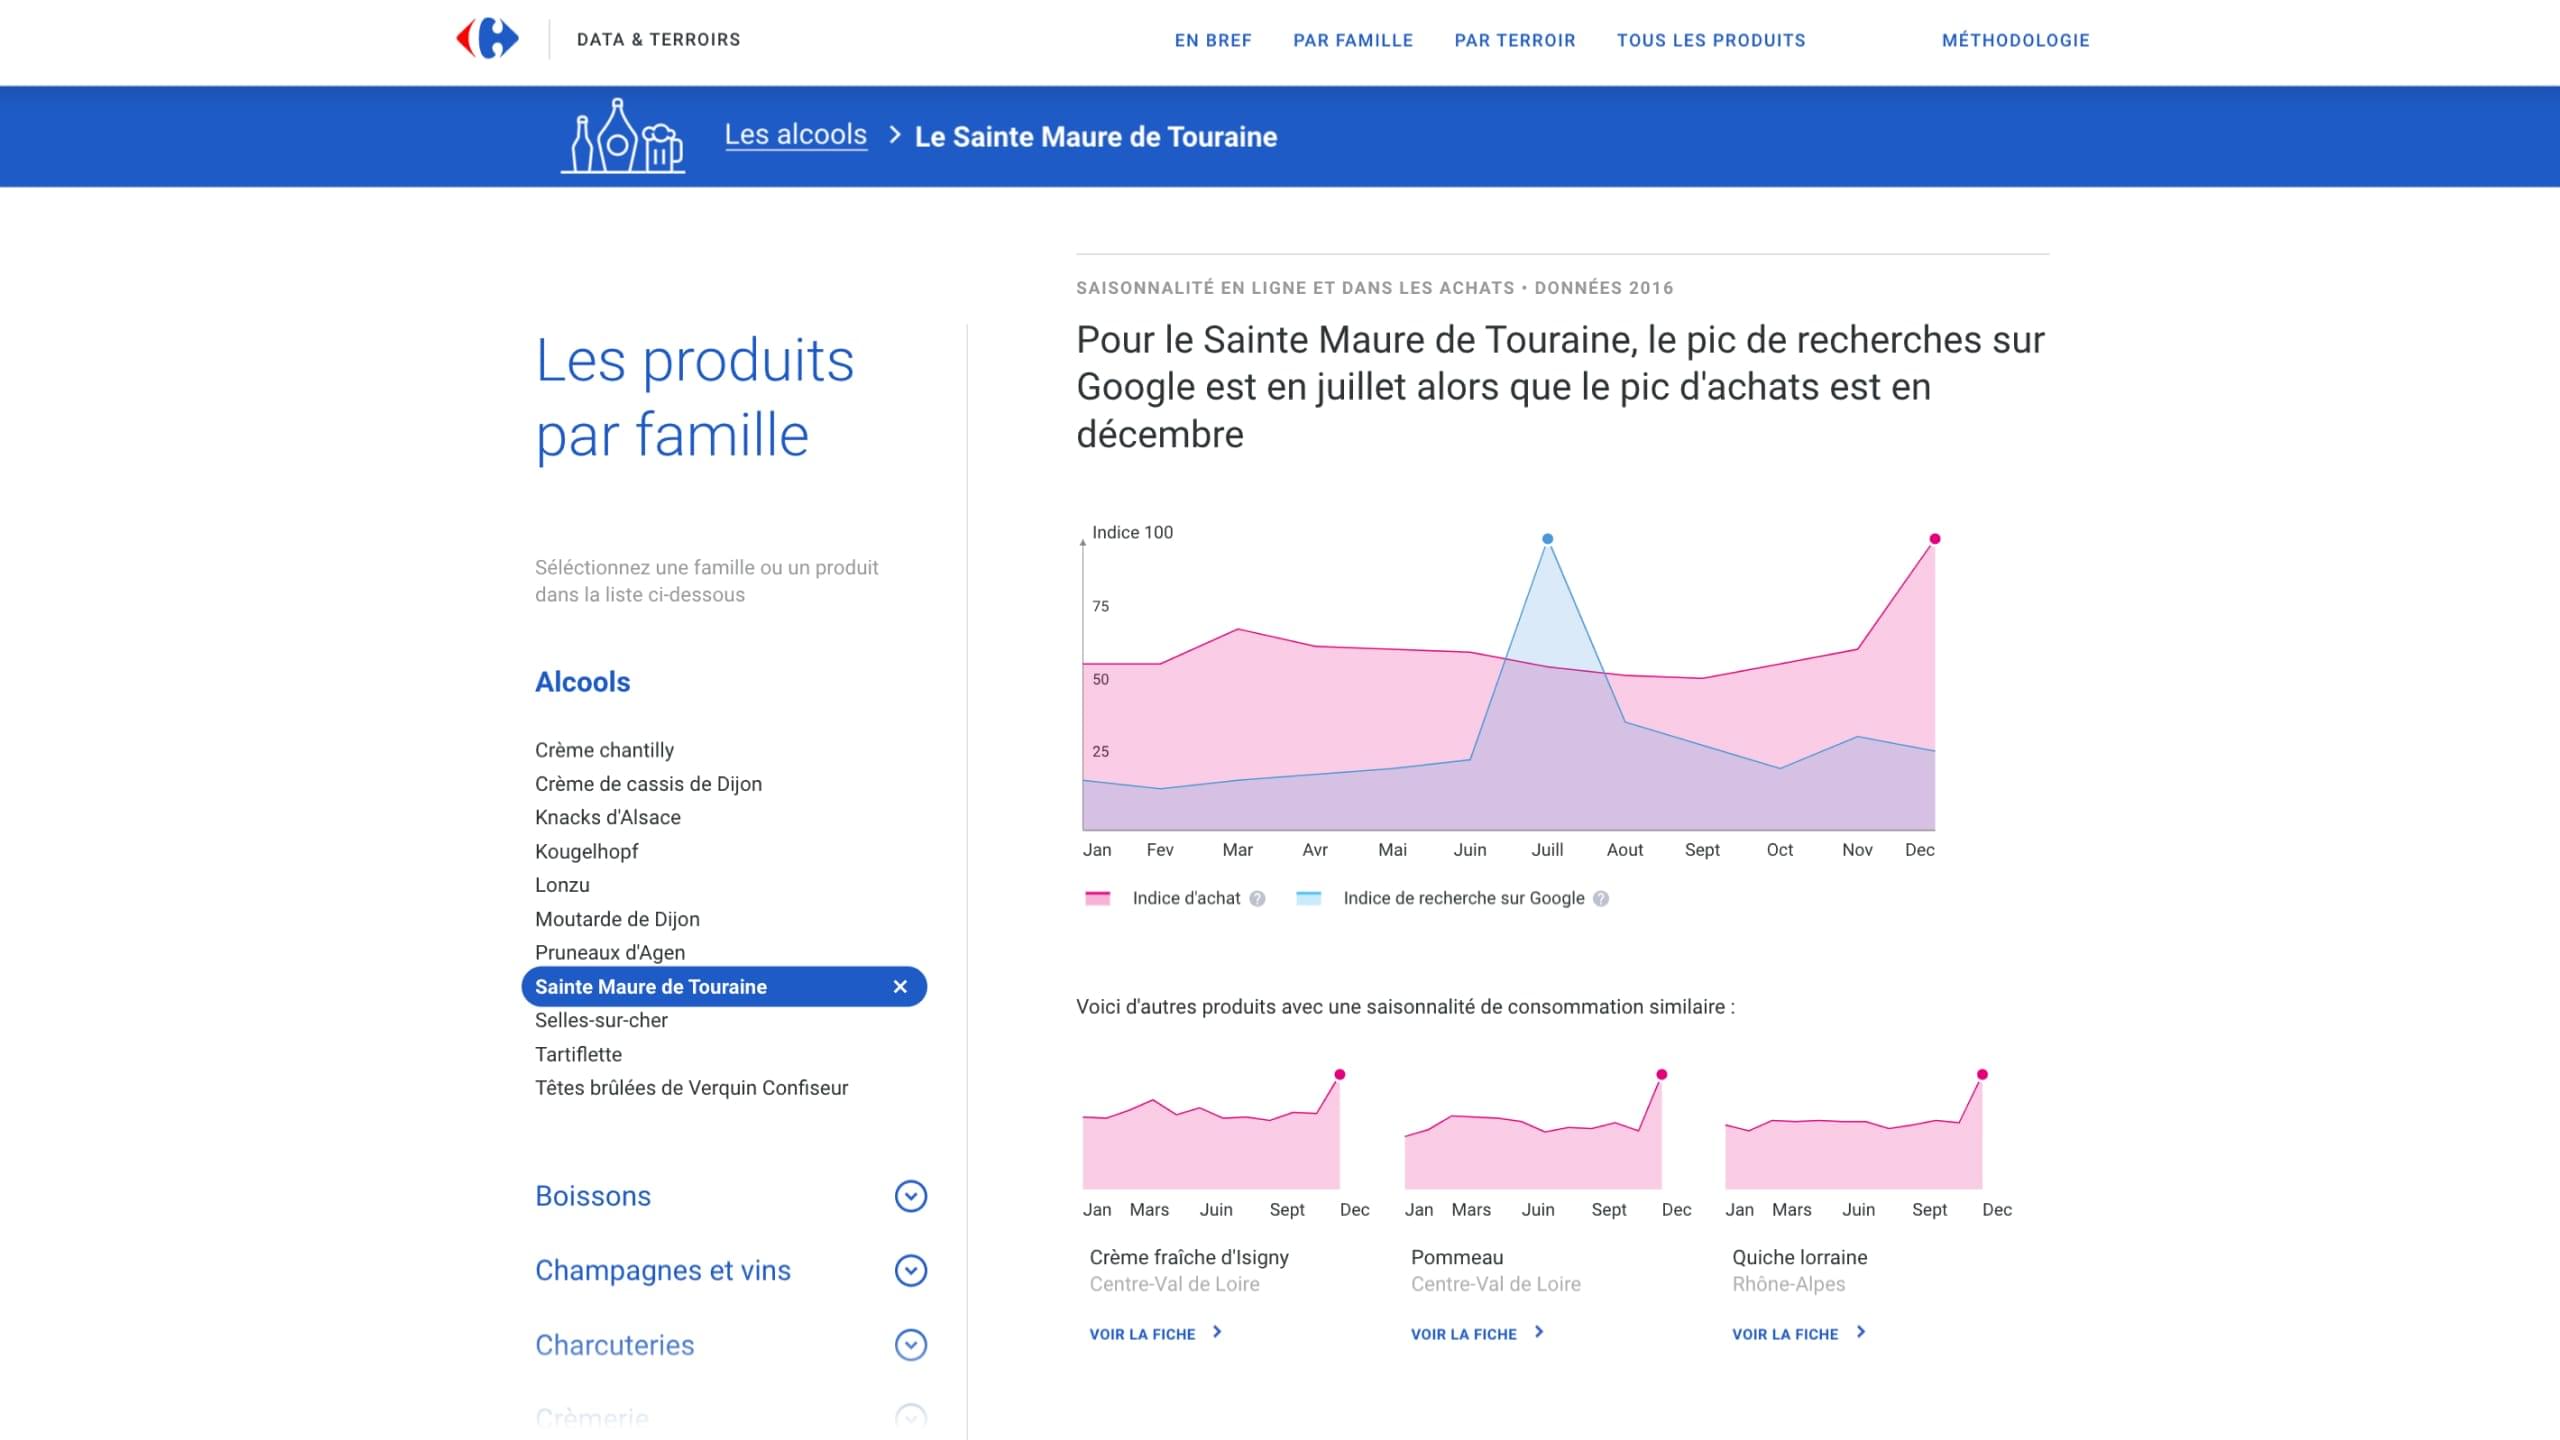 DATA & TERROIRS
EN BREF
PAR FAMILLE
PAR TERROIR
TOUS LES PRODUITS
MÉTHODOLOGIE
Les alcools > Le Sainte Maure de Touraine
Les produits
par famille
Séléctionnez une famille ou un produit
dans la liste ci-dessous
Alcools
Crème chantilly
Crème de cassis de Dijon
Knacks d'Alsace
Kougelhopf
Lonzu
Moutarde de Dijon
Pruneaux d'Agen
Sainte Maure de Touraine
Selles-sur-cher
Tartiflette
Têtes brûlées de Verquin Confiseur
Boissons
Champagnes et vins
Charcuteries
Crèmerie
SAISONNALITÉ EN LIGNE ET DANS LES ACHATS • DONNÉES 2016
Pour le Sainte Maure de Touraine, le pic de recherches sur
Google est en juillet alors que le pic d'achats est en
décembre
Indice 100
75
50
25
Jan Fev Mar Avr Mai Juin Juill Aout Sept Oct Nov Dec
Indice d'achat ? Indice de recherche sur Google ?
Voici d'autres produits avec une saisonnalité de consommation similaire :
Jan Mars Juin Sept Dec
Crème fraîche d'Isigny
Centre-Val de Loire
VOIR LA FICHE
Jan Mars Juin Sept Dec
Pommeau
Centre-Val de Loire
VOIR LA FICHE
Jan Mars Juin Sept Dec
Quiche lorraine
Rhône-Alpes
VOIR LA FICHE